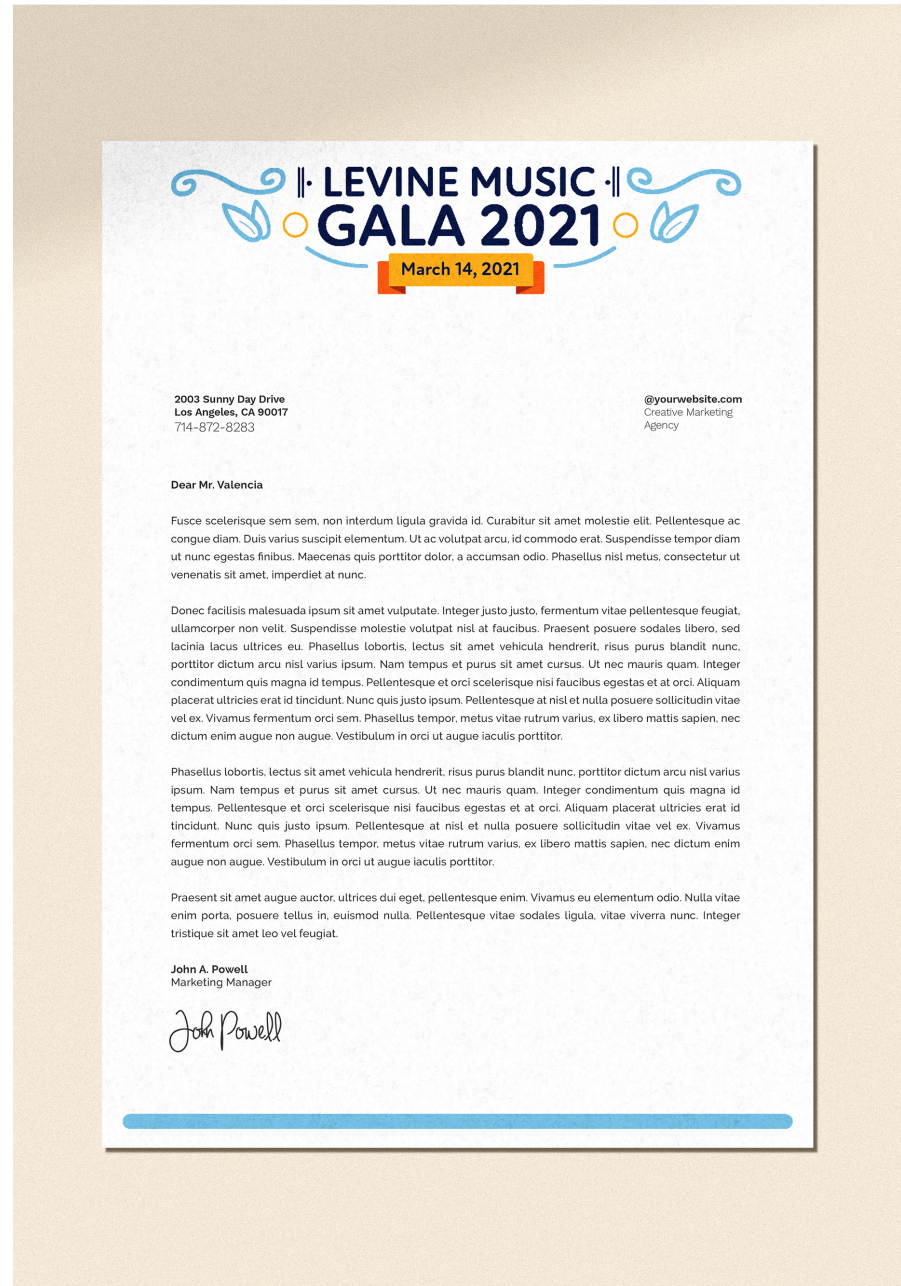 LEVINE MUSIC
GALA 2021
March 14, 2021
2003 Sunny Day Drive
Los Angeles, CA 90017
714-872-8283
@yourwebsite.com
Creative Marketing
Agency
Dear Mr. Valencia
Fusce scelerisque sem sem, non interdum ligula gravida id. Curabitur sit amet molestie elit. Pellentesque ac
congue diam. Duis varius suscipit elementum. Ut ac volutpat arcu, id commodo erat. Suspendisse tempor diam
ut nunc egestas finibus. Maecenas quis porttitor dolor, a accumsan odio. Phasellus nisl metus, consectetur ut
venenatis sit amet, imperdiet at nunc.
Donec facilisis malesuada ipsum sit amet vulputate. Integer justo justo, fermentum vitae pellentesque feugiat,
ullamcorper non velit. Suspendisse molestie volutpat nisl at faucibus. Praesent posuere sodales libero, sed
lacinia lacus ultrices eu. Phasellus lobortis, lectus sit amet vehicula hendrerit, risus purus blandit nunc,
porttitor dictum arcu nisl varius ipsum. Nam tempus et purus sit amet cursus. Ut nec mauris quam. Integer
condimentum quis magna id tempus. Pellentesque et orci scelerisque nisi faucibus egestas et at orci. Aliquam
placerat ultricies erat id tincidunt. Nunc quis justo ipsum. Pellentesque at nisl et nulla posuere sollicitudin vitae
vel ex. Vivamus fermentum orci sem. Phasellus tempor, metus vitae rutrum varius, ex libero mattis sapien, nec
dictum enim augue non augue. Vestibulum in orci ut augue iaculis porttitor.
Phasellus lobortis, lectus sit amet vehicula hendrerit, risus purus blandit nunc, porttitor dictum arcu nisl varius
ipsum. Nam tempus et purus sit amet cursus. Ut nec mauris quam. Integer condimentum quis magna id
tempus. Pellentesque et orci scelerisque nisi faucibus egestas et at orci. Aliquam placerat ultricies erat id
tincidunt. Nunc quis justo ipsum. Pellentesque at nisl et nulla posuere sollicitudin vitae vel ex. Vivamus
fermentum orci sem. Phasellus tempor, metus vitae rutrum varius, ex libero mattis sapien, nec dictum enim
augue non augue. Vestibulum in orci ut augue iaculis porttitor.
Praesent sit amet augue auctor, ultrices dui eget, pellentesque enim. Vivamus eu elementum odio. Nulla vitae
enim porta, posuere tellus in, euismod nulla. Pellentesque vitae sodales ligula, vitae viverra nunc. Integer
tristique sit amet leo vel feugiat.
John A. Powell
Marketing Manager
John Powell